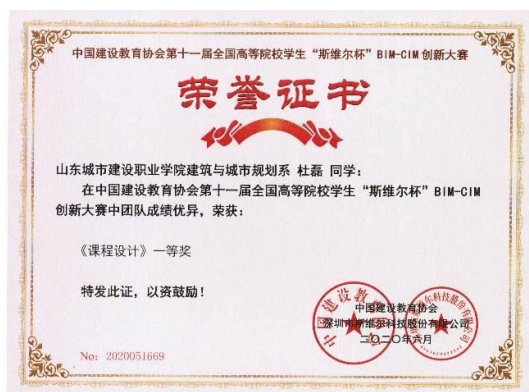 中国建设教育协会第十一届全国高等院校学生“斯维尔杯”BIM-CIM创新大赛
荣誉证书
山东城市建设职业学院建筑与城市规划系 杜磊 同学：
在中国建设教育协会第十一届全国高等院校学生“斯维尔杯”BIM-CIM
创新大赛中团队成绩优异，荣获：
《课程设计》一等奖
特发此证，以资鼓励！
中国建设教育协会
深圳市斯维尔科技股份有限公司
二〇二〇年六月
No: 2020051669